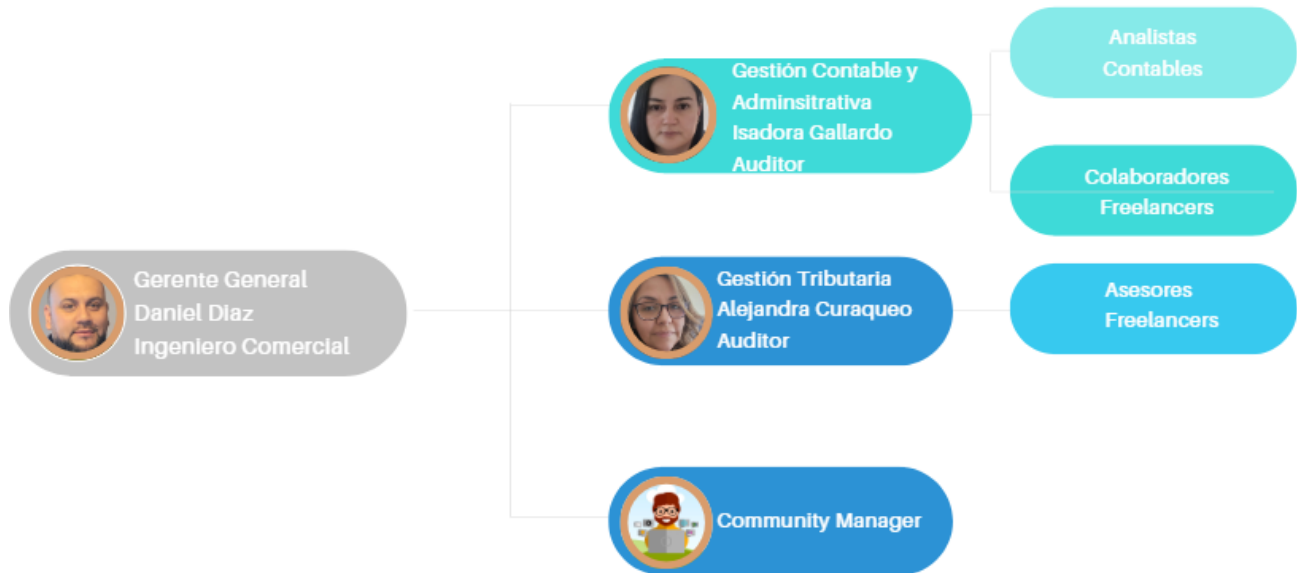 Gerente General
Daniel Diaz
Ingeniero Comercial
Gestión Contable y
Adminsitrativa
Isadora Gallardo
Auditor
Analistas
Contables
Colaboradores
Freelancers
Gestión Tributaria
Alejandra Curaqueo
Auditor
Asesores
Freelancers
Community Manager